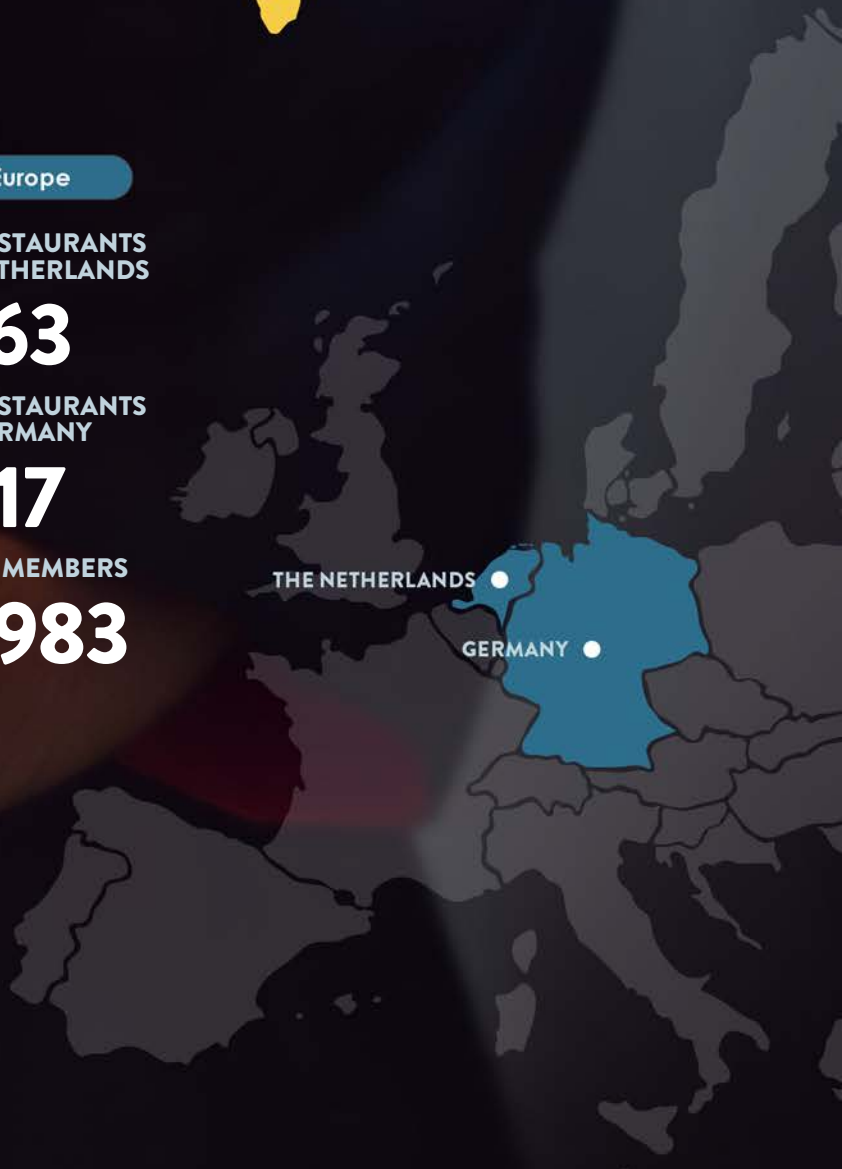 Europe
STAURANTS
THERLANDS
63
STAURANTS
RMANY
17
MEMBERS
983
THE NETHERLANDS
GERMANY